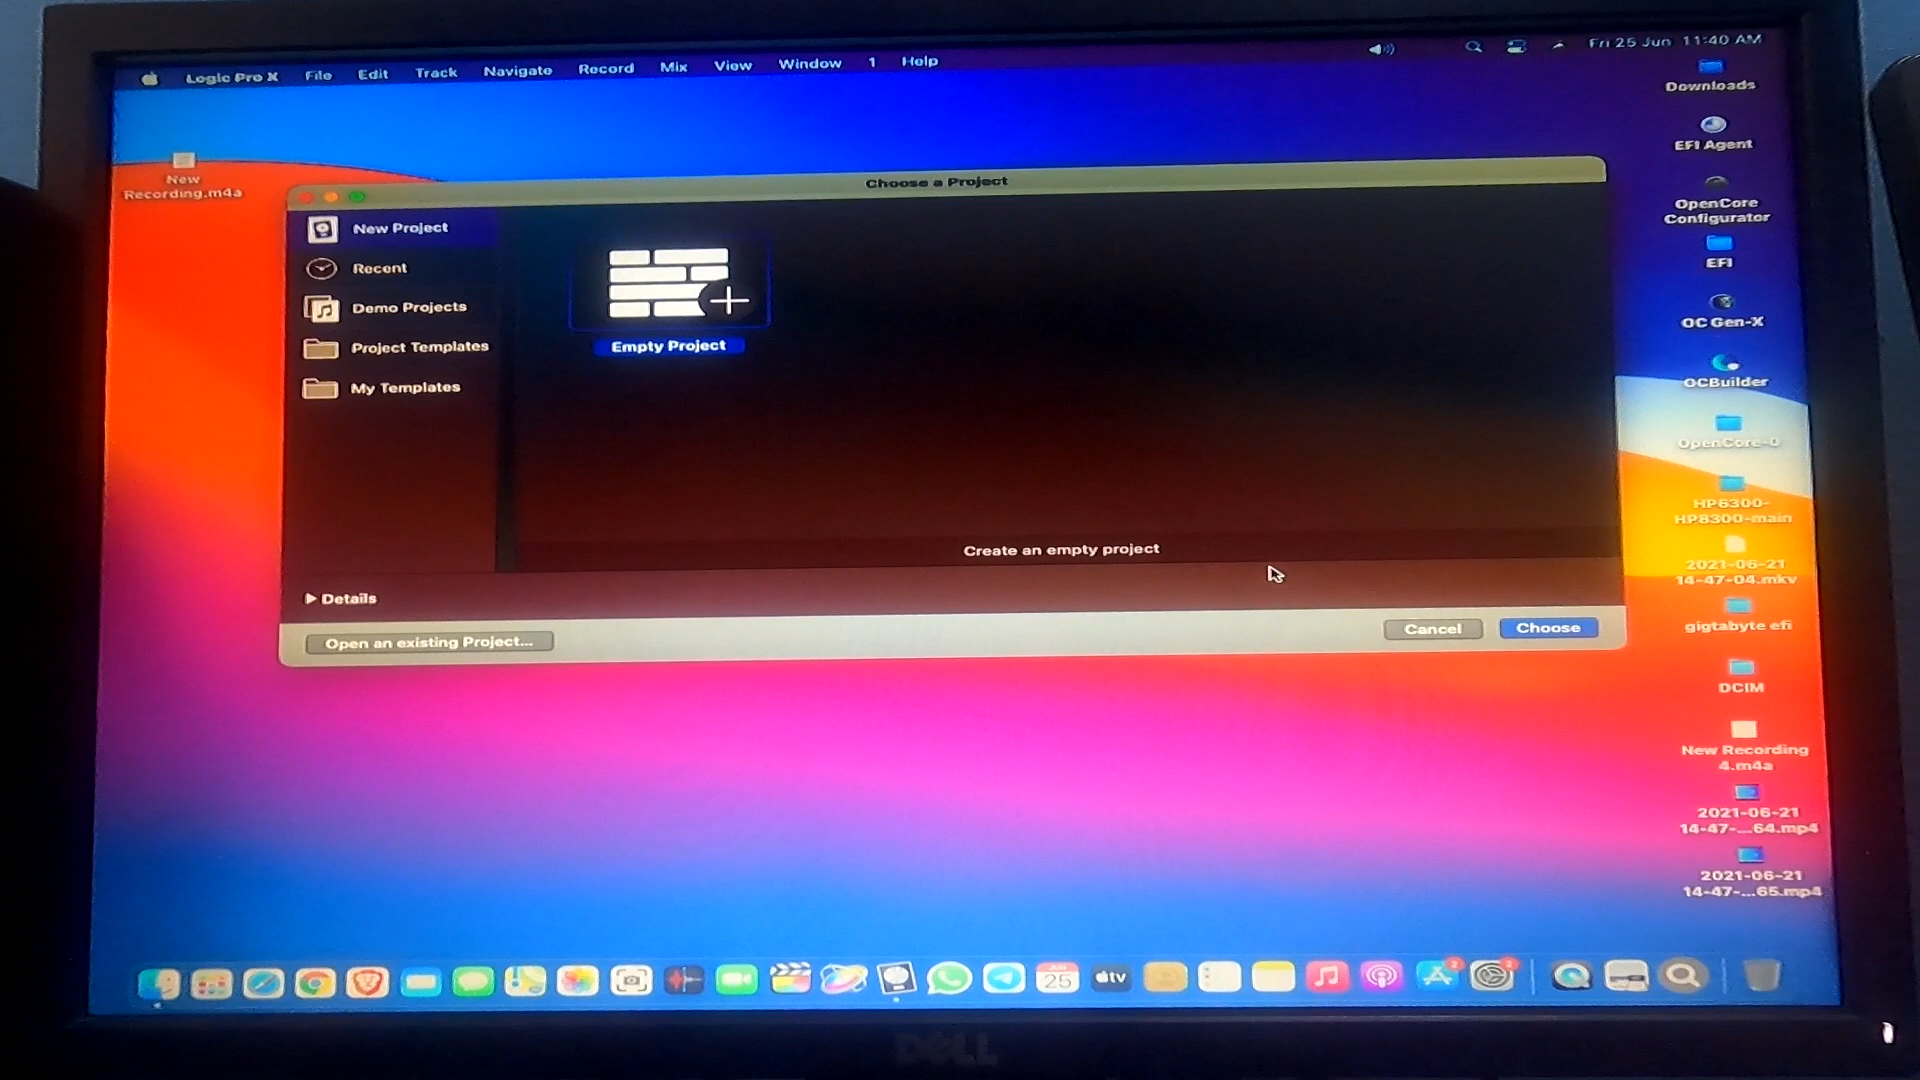 Logic Pro X File Edit Track Navigate Record Mix View Window 1 Help
Fri 25 Jun 11:40 AM
New
Recording.m4a
Choose a Project
New Project
Recent
Demo Projects
Project Templates
My Templates
Empty Project
Create an empty project
Details
Open an existing Project...
Cancel
Choose
Downloads
EFI Agent
OpenCore
Configurator
EFI
OC Gen-X
OCBuilder
OpenCore-0
HP6300-
HP8300-main
2021-06-21
14-47-04.mkv
gigtabyte efi
DCIM
New Recording
4.m4a
2021-06-21
14-47-...64.mp4
2021-06-21
14-47-...65.mp4
JUN
25
tv
2
DELL